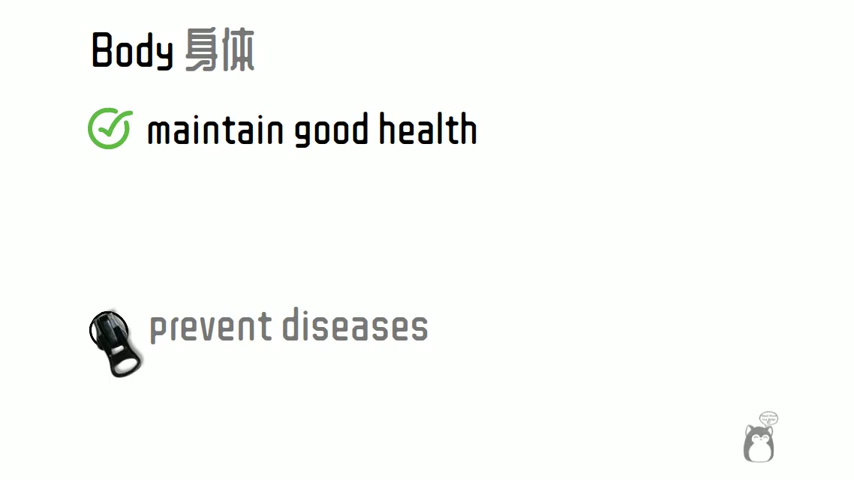 Body 身体
maintain good health
prevent diseases